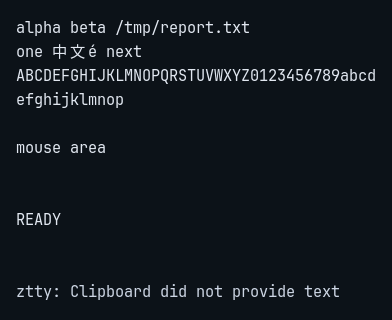 alpha beta /tmp/report.txt
one 中文é next
ABCDEFGHIJKLMNOPQRSTUVWXYZ0123456789abcd
efghijklmnop
mouse area
READY
ztty: Clipboard did not provide text